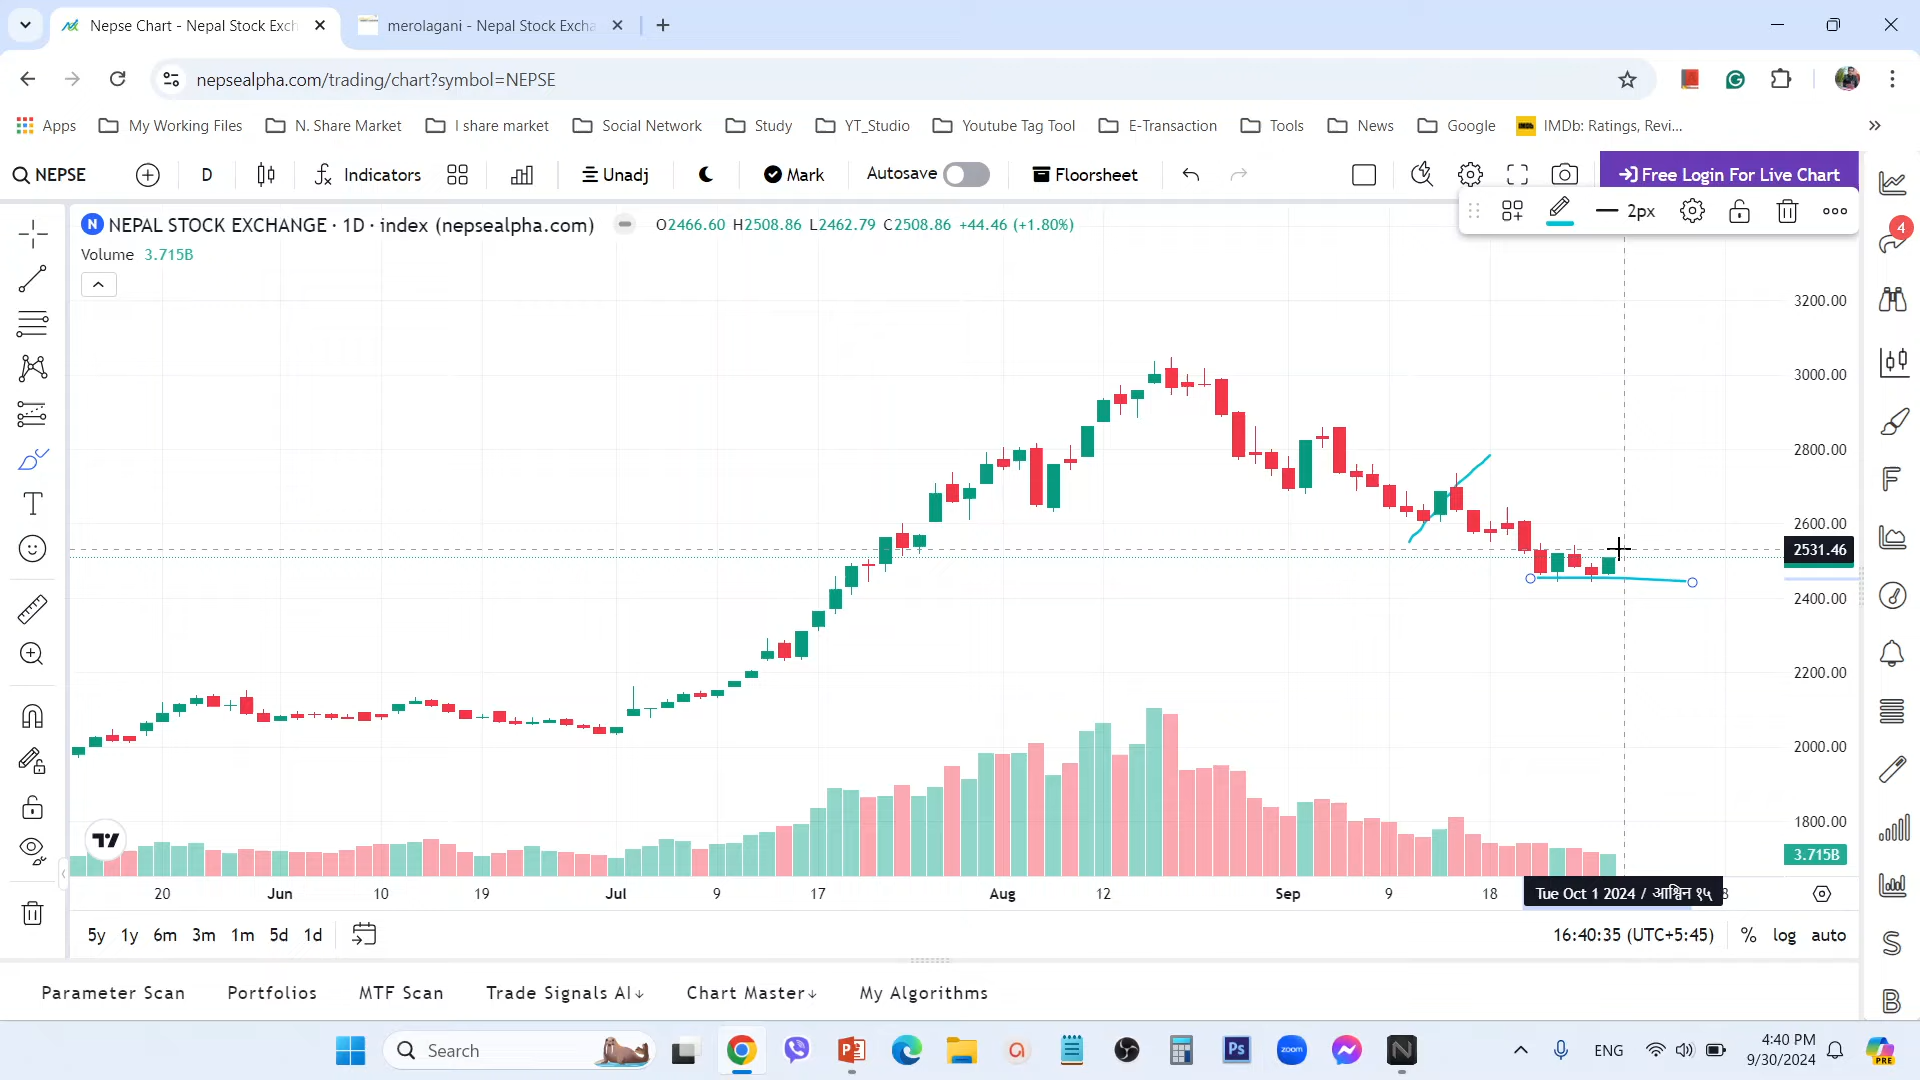 Nepse Chart - Nepal Stock Exch
merolagani - Nepal Stock Excha
nepsealpha.com/trading/chart?symbol=NEPSE
Apps My Working Files N. Share Market I share market Social Network Study YT_Studio Youtube Tag Tool E-Transaction Tools News Google IMDb IMDb: Ratings, Revi...
NEPSE D Indicators Unadj Mark Autosave Floorsheet Free Login For Live Chart
2px
4
N NEPAL STOCK EXCHANGE · 1D · index (nepsealpha.com) O2466.60 H2508.86 L2462.79 C2508.86 +44.46 (+1.80%)
Volume 3.715B
3200.00
3000.00
2800.00
2600.00
2531.46
2400.00
2200.00
2000.00
1800.00
3.715B
20 Jun 10 19 Jul 9 17 Aug 12 Sep 9 18 Tue Oct 1 2024 / आश्विन १५ 8
5y 1y 6m 3m 1m 5d 1d 16:40:35 (UTC+5:45) % log auto
F
S
B
Parameter Scan Portfolios MTF Scan Trade Signals AI↓ Chart Master↓ My Algorithms
Search Ps zoom N ENG 4:40 PM
9/30/2024
PRE